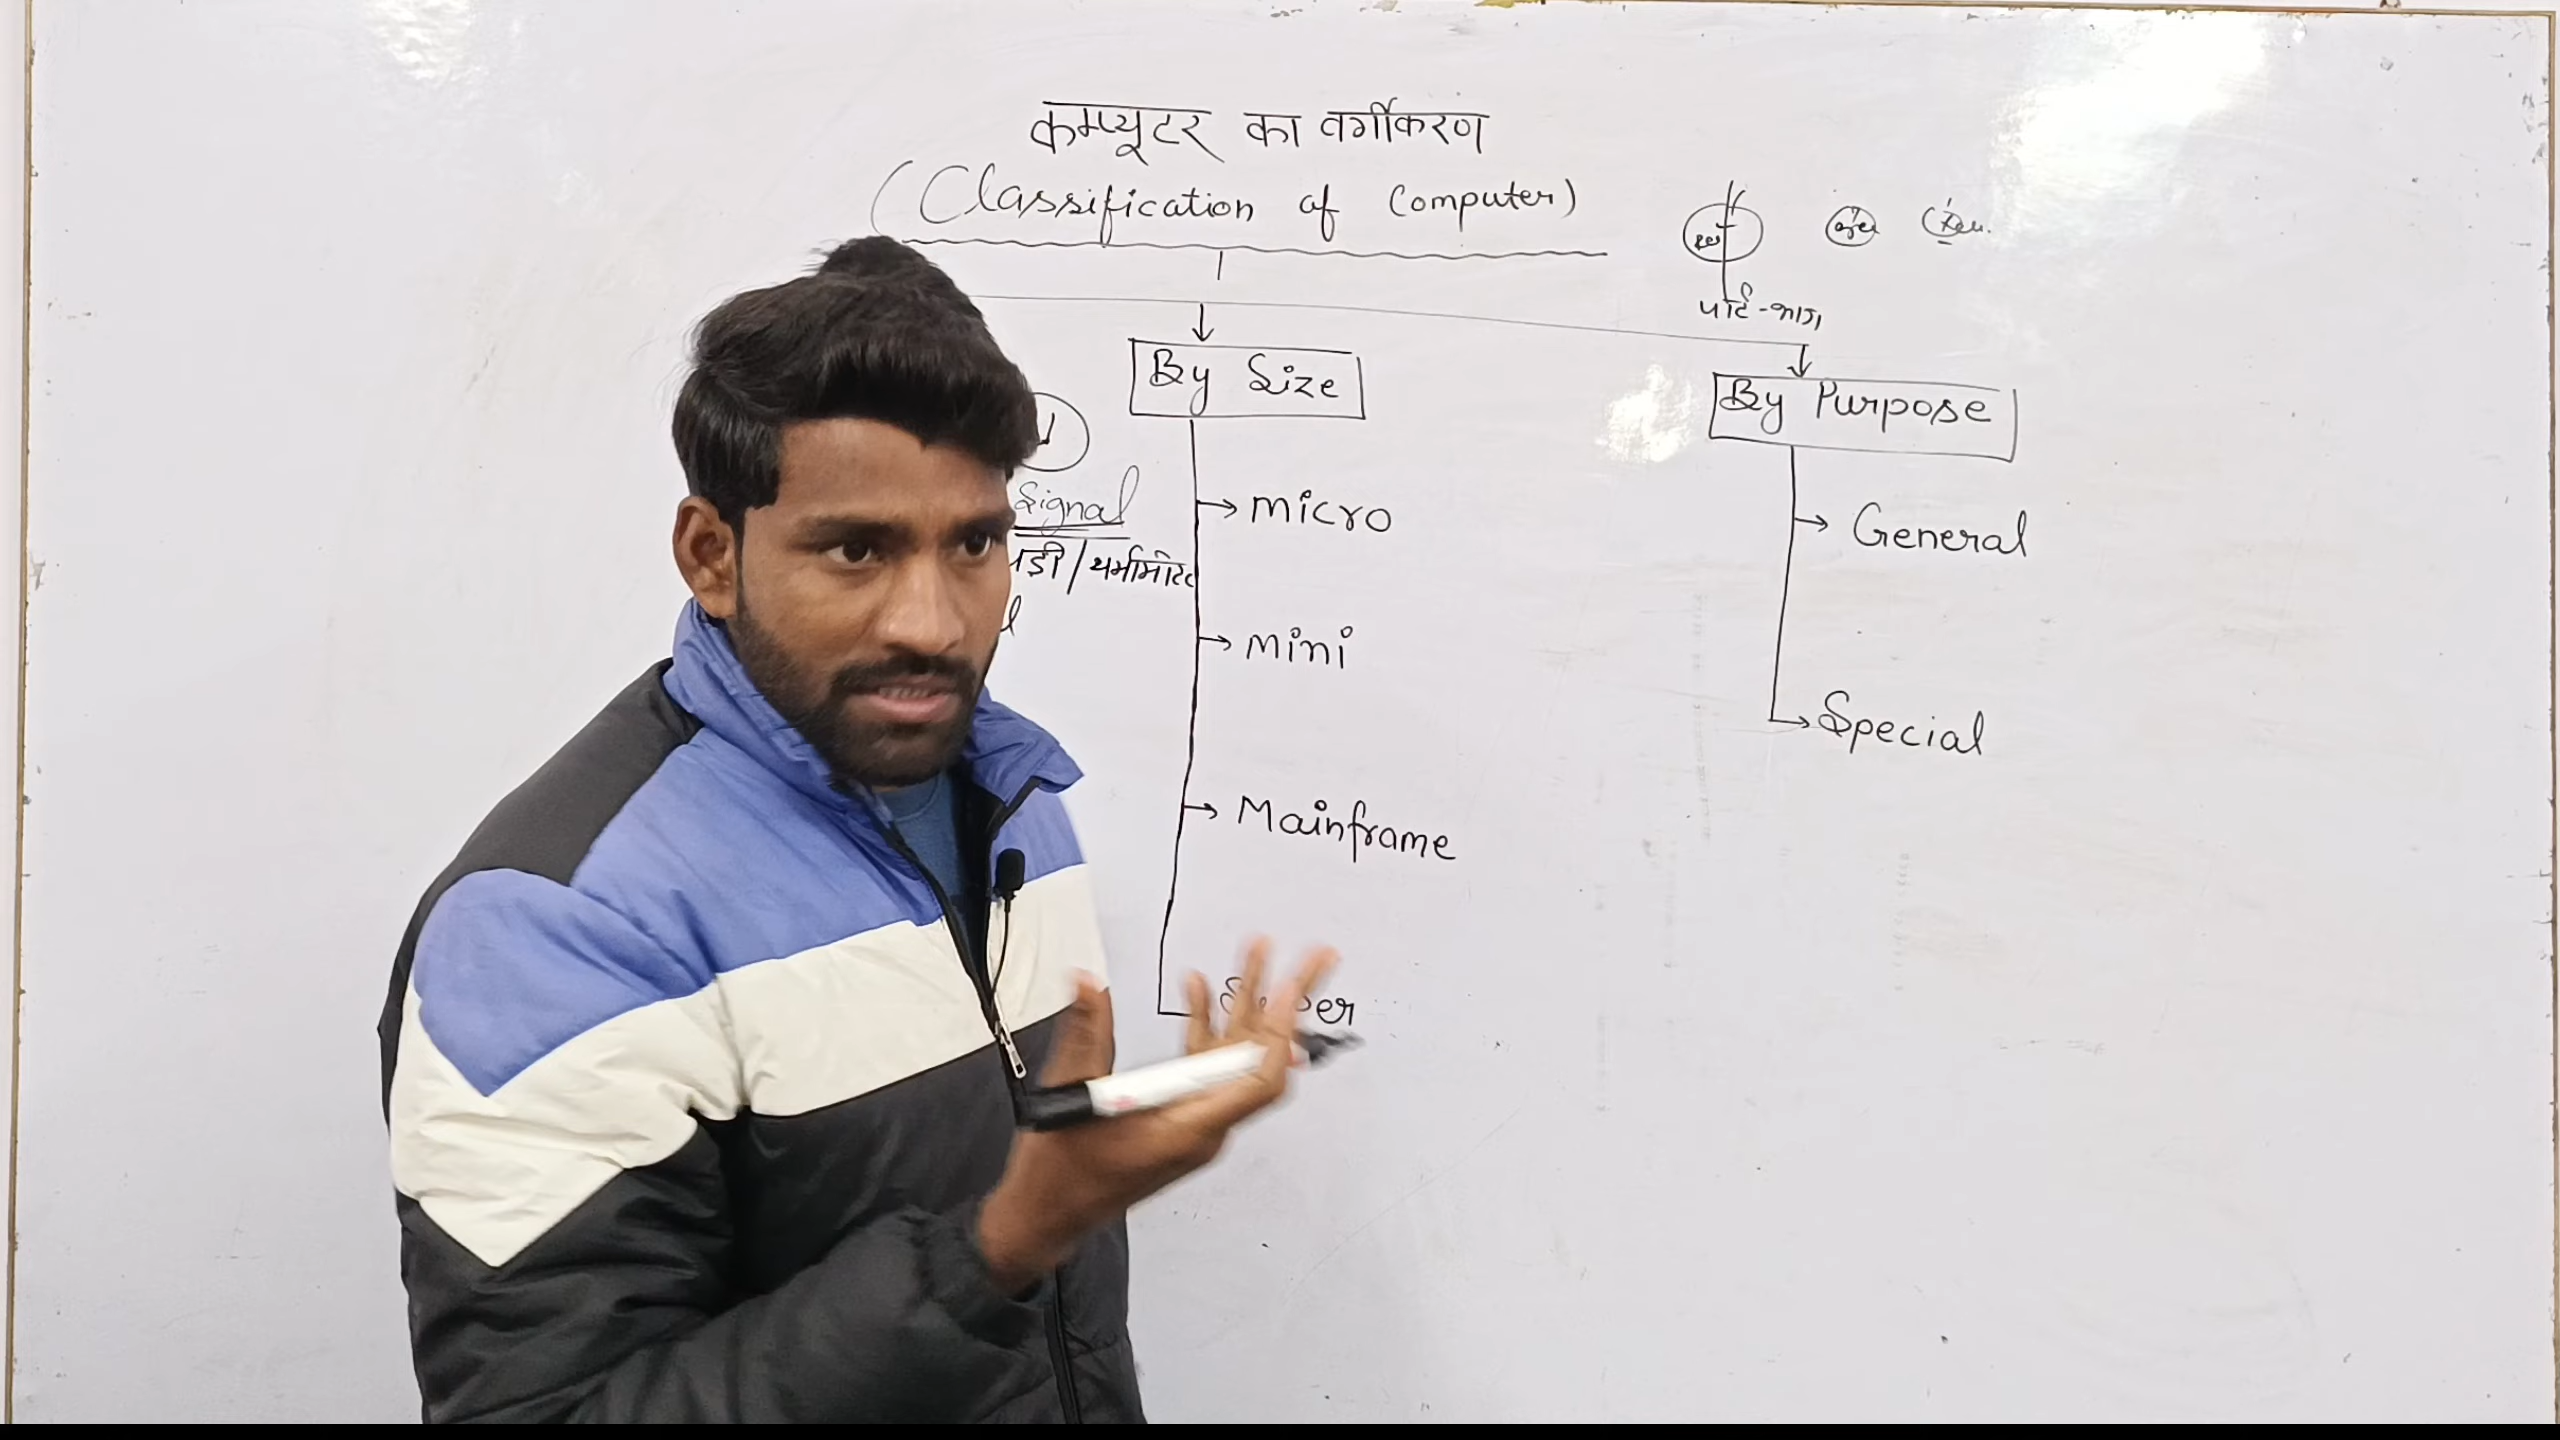 कम्प्यूटर का वर्गीकरण
(Classification of Computer)
पार्ट-भाग
By Size
By Purpose
Signal
micro
General
mini
Special
Mainframe